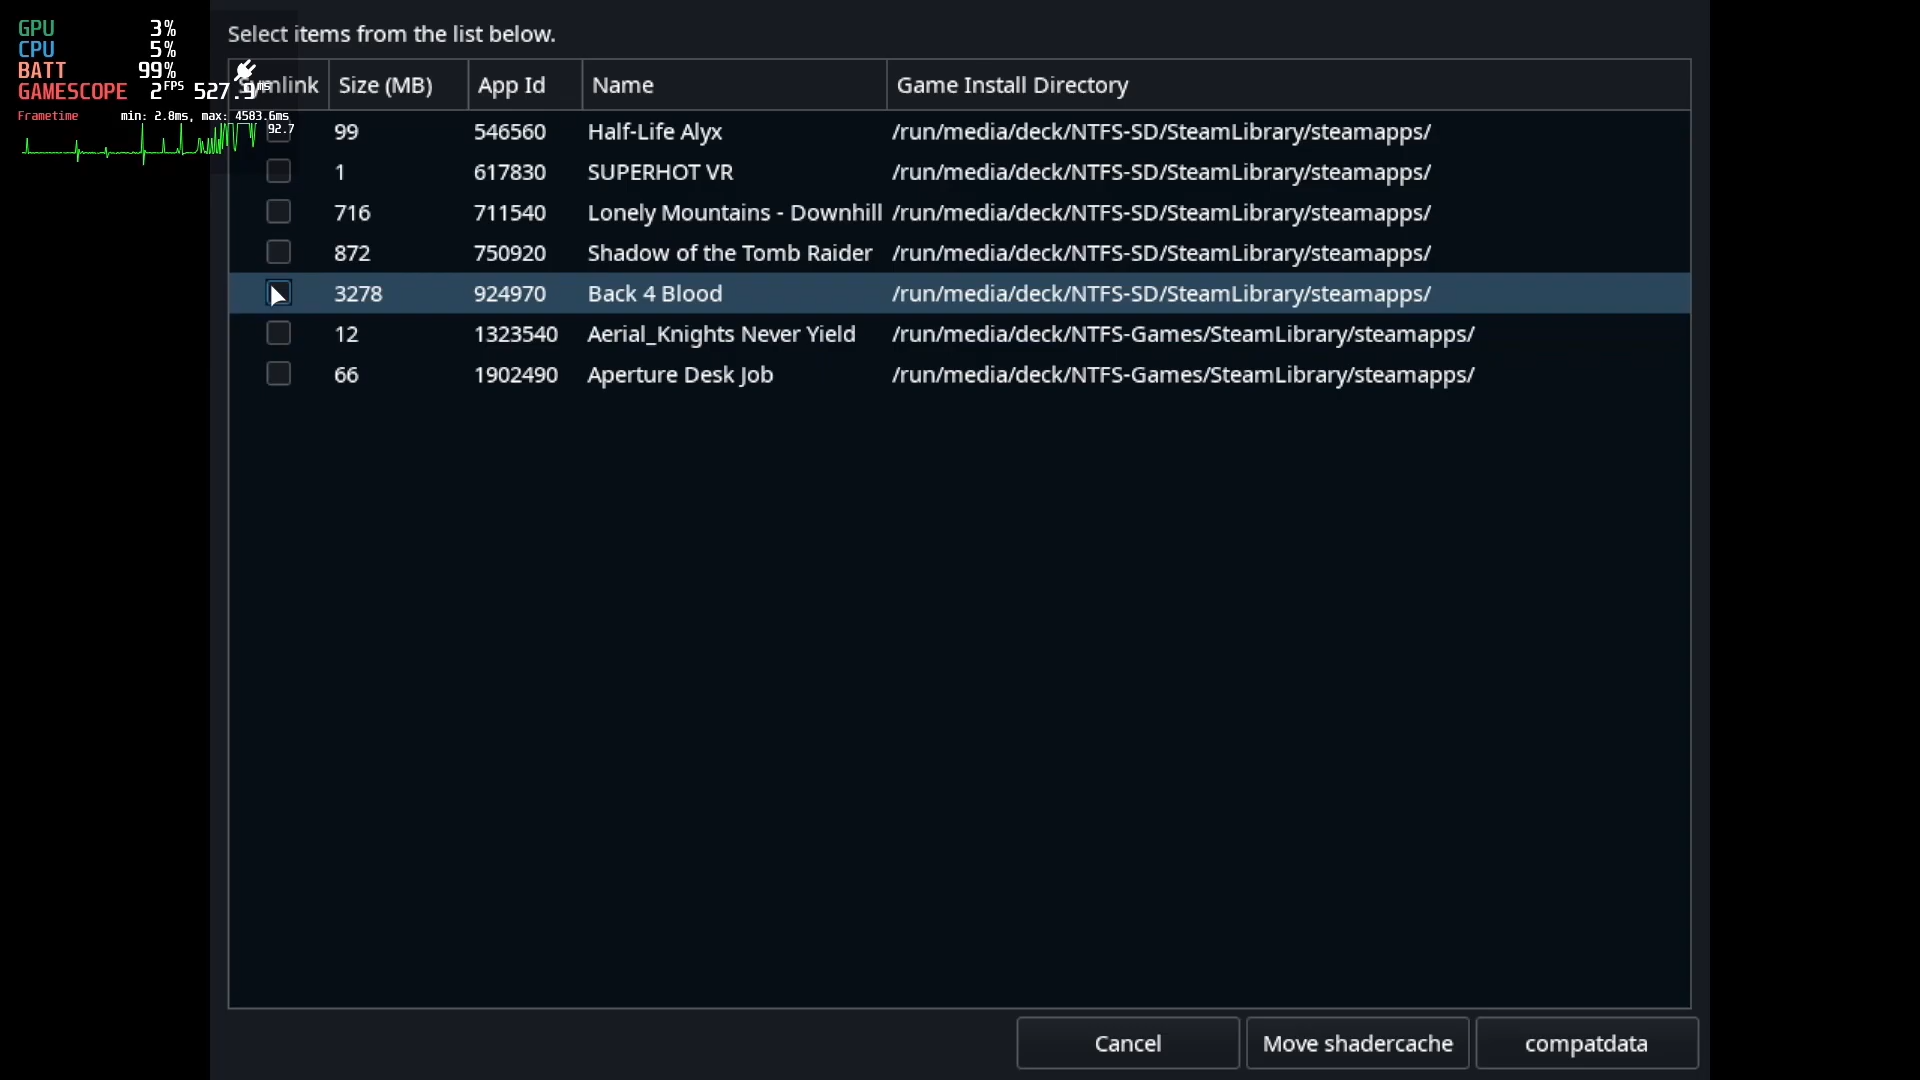 GPU 3%
CPU 5%
BATT 99%
GAMESCOPE 2 FPS 527.9 ms
Frametime min: 2.8ms, max: 4583.6ms
92.7
Select items from the list below.
Symlink Size (MB) App Id Name Game Install Directory
99 546560 Half-Life Alyx /run/media/deck/NTFS-SD/SteamLibrary/steamapps/
1 617830 SUPERHOT VR /run/media/deck/NTFS-SD/SteamLibrary/steamapps/
716 711540 Lonely Mountains - Downhill /run/media/deck/NTFS-SD/SteamLibrary/steamapps/
872 750920 Shadow of the Tomb Raider /run/media/deck/NTFS-SD/SteamLibrary/steamapps/
3278 924970 Back 4 Blood /run/media/deck/NTFS-SD/SteamLibrary/steamapps/
12 1323540 Aerial_Knights Never Yield /run/media/deck/NTFS-Games/SteamLibrary/steamapps/
66 1902490 Aperture Desk Job /run/media/deck/NTFS-Games/SteamLibrary/steamapps/
Cancel Move shadercache compatdata